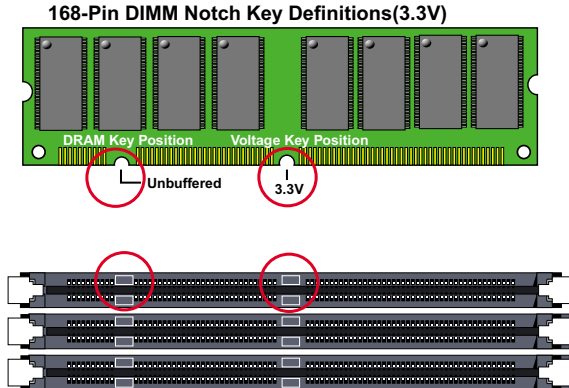 168-Pin DIMM Notch Key Definitions(3.3V)
DRAM Key Position
Voltage Key Position
Unbuffered
3.3V